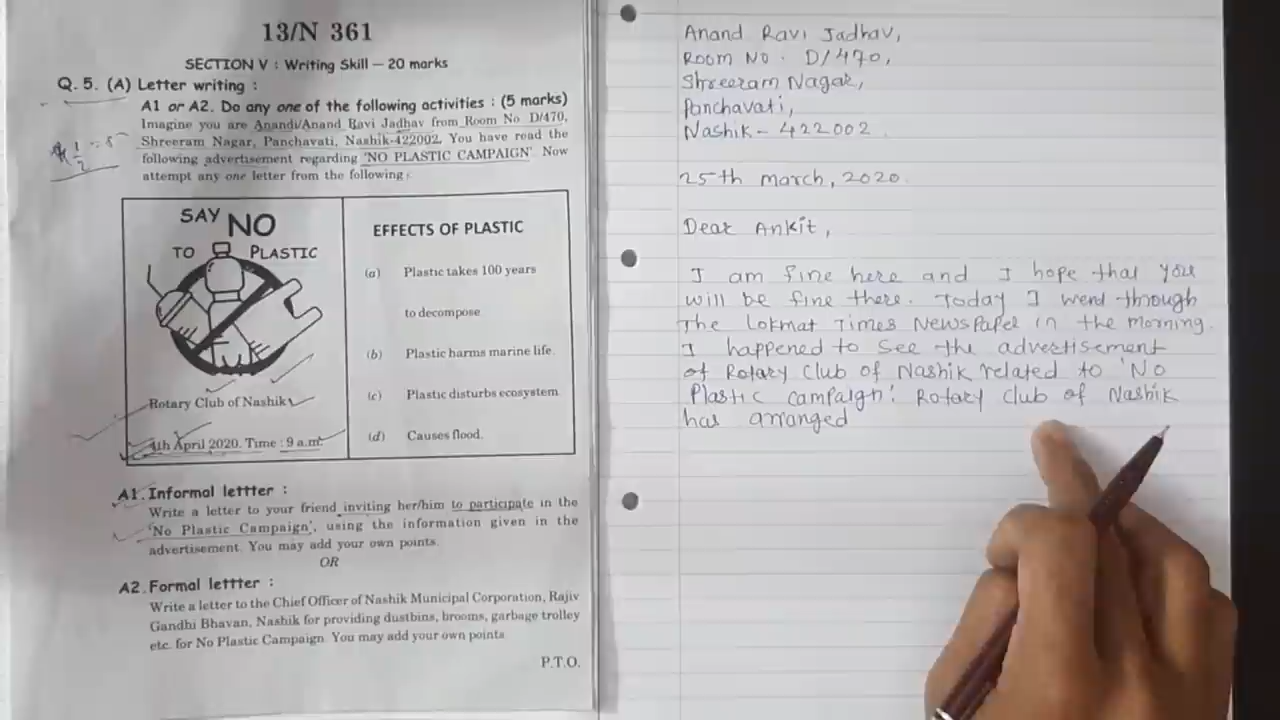 13/N 361
SECTION V : Writing Skill – 20 marks
Q. 5. (A) Letter writing :
A1 or A2. Do any one of the following activities : (5 marks)
Imagine you are Anandi/Anand Ravi Jadhav from Room No D/470,
Shreeram Nagar, Panchavati, Nashik-422002. You have read the
following advertisement regarding 'NO PLASTIC CAMPAIGN'. Now
attempt any one letter from the following:
SAY NO
TO PLASTIC
Rotary Club of Nashik
4th April 2020. Time : 9 a.m.
EFFECTS OF PLASTIC
(a) Plastic takes 100 years
to decompose
(b) Plastic harms marine life.
(c) Plastic disturbs ecosystem
(d) Causes flood.
A1. Informal lettter :
Write a letter to your friend inviting her/him to participate in the
'No Plastic Campaign', using the information given in the
advertisement. You may add your own points.
OR
A2. Formal lettter :
Write a letter to the Chief Officer of Nashik Municipal Corporation, Rajiv
Gandhi Bhavan, Nashik for providing dustbins, brooms, garbage trolley
etc. for No Plastic Campaign. You may add your own points
P.T.O.
Anand Ravi Jadhav,
Room No. D/470,
Shreeram Nagar,
Panchavati,
Nashik - 422002.
25th march, 2020.
Dear Ankit,
I am fine here and I hope that you
will be fine there. Today I went through
The Lokmat Times Newspaper in the morning.
I happened to see the advertisement
of Rotary Club of Nashik related to 'No
Plastic campaign'. Rotary club of Nashik
has arranged